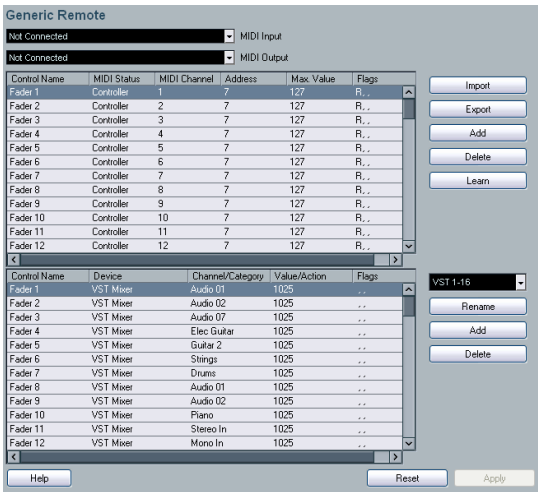 Generic Remote
Not Connected MIDI Input
Not Connected MIDI Output
Control Name MIDI Status MIDI Channel Address Max. Value Flags
Fader 1 Controller 1 7 127 R, ,
Fader 2 Controller 2 7 127 R, ,
Fader 3 Controller 3 7 127 R, ,
Fader 4 Controller 4 7 127 R, ,
Fader 5 Controller 5 7 127 R, ,
Fader 6 Controller 6 7 127 R, ,
Fader 7 Controller 7 7 127 R, ,
Fader 8 Controller 8 7 127 R, ,
Fader 9 Controller 9 7 127 R, ,
Fader 10 Controller 10 7 127 R, ,
Fader 11 Controller 11 7 127 R, ,
Fader 12 Controller 12 7 127 R, ,
Import
Export
Add
Delete
Learn
Control Name Device Channel/Category Value/Action Flags
Fader 1 VST Mixer Audio 01 1025 , ,
Fader 2 VST Mixer Audio 02 1025 , ,
Fader 3 VST Mixer Audio 07 1025 , ,
Fader 4 VST Mixer Elec Guitar 1025 , ,
Fader 5 VST Mixer Guitar 2 1025 , ,
Fader 6 VST Mixer Strings 1025 , ,
Fader 7 VST Mixer Drums 1025 , ,
Fader 8 VST Mixer Audio 01 1025 , ,
Fader 9 VST Mixer Audio 02 1025 , ,
Fader 10 VST Mixer Piano 1025 , ,
Fader 11 VST Mixer Stereo In 1025 , ,
Fader 12 VST Mixer Mono In 1025 , ,
VST 1-16
Rename
Add
Delete
Help Reset Apply